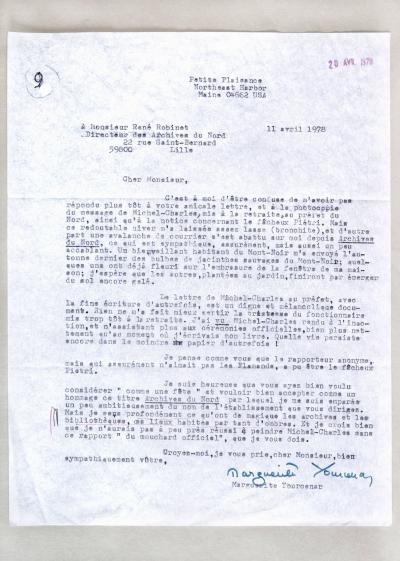 9
20 AVR. 1978
Petite Plaisance
Northeast Harbor
Maine 04662 USA
à Monsieur René Robinet
Directeur des Archives du Nord
22 rue Saint-Bernard
59800 Lille
11 avril 1978
Cher Monsieur,
C'est à moi d'être confuse de n'avoir pas
répondu plus tôt à votre amicale lettre, et à la photocopie
du message de Michel-Charles, mis à la retraite, au préfet du
Nord, ainsi qu'à la notice concernant le fâcheux Piétri. Mais
ce redoutable hiver m'a laissée assez lasse (bronchite), et d'autre
part une avalanche de courrier s'est abattu sur moi depuis Archives
du Nord, ce qui est sympathique, assurément, mais aussi un peu
accablant. Un bienveillant habitant du Mont-Noir m'a envoyé l'au-
tomne dernier des bulbes de jacinthes sauvages du Mont-Noir; quel-
ques uns ont déjà fleuri sur l'embrasure de la fenêtre de ma mai-
son; j'espère que les autres, plantées au jardin, finiront par émerger
du sol encore gelé.
Le lettre de Michel-Charles au préfet, avec
la fine écriture d'autrefois, est un digne et mélancolique docu-
ment. Rien ne m'a fait mieux sentir la tristesse du fonctionnaire
mis trop tôt à la retraite. J'ai vu Michel-Charles rendu à l'inac-
tion, et n'assistant plus aux cérémonies officielles, bien plus net-
tement qu'au moment où j'écrivais mon livre. Quelle vie persiste
encore dans le moindre papier d'autrefois !
Je pense comme vous que le rapporteur anonyme,
mais qui assurément n'aimait pas les Flamands, a pu être le fâcheux
Pietri.
Je suis heureuse que vous ayez bien voulu
considérer " comme une fête " et vouloir bien accepter comme un
hommage ce titre Archives du Nord par lequel je me suis emparée
un peu ambitieusement du nom de l'établissement que vous dirigez.
Mais je sens profondément ce qu'ont de magique les archives et les
bibliothèques, ces lieux habités par tant d'ombres. Et je crois bien
que je n'aurais pas à peu près réussi à peindre Michel-Charles sans
ce rapport " du mouchard officiel", que je vous dois.
Croyez-moi, je vous prie, cher Monsieur, bien
sympathiquement vôtre,
Marguerite Yourcenar
Marguerite Yourcenar